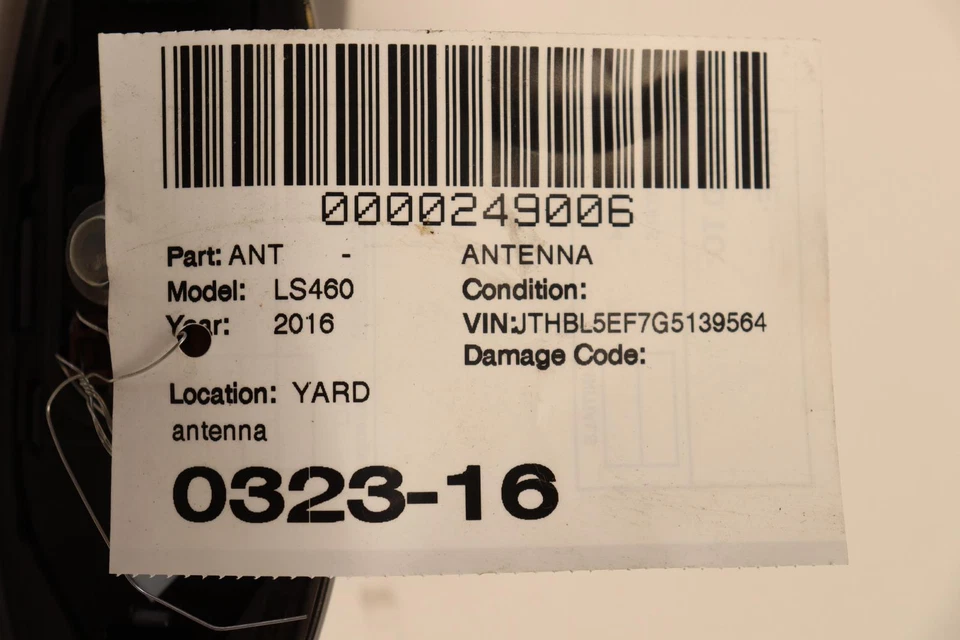 0000249006
Part: ANT - ANTENNA
Model: LS460 Condition:
Year: 2016 VIN:JTHBL5EF7G5139564
Damage Code:
Location: YARD
antenna
0323-16